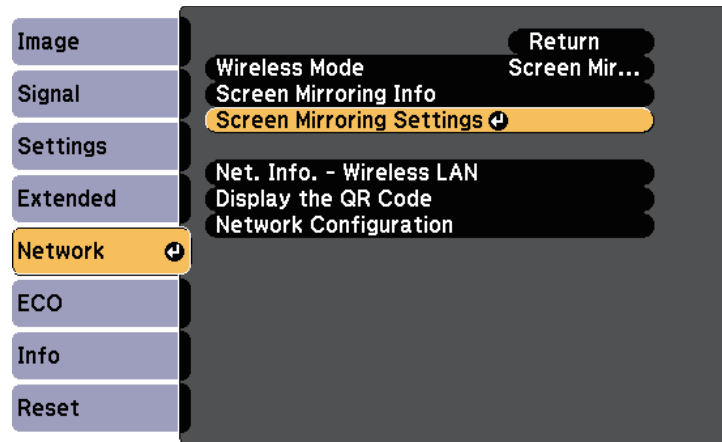 Image
Signal
Settings
Extended
Network
ECO
Info
Reset
Return
Wireless Mode Screen Mir...
Screen Mirroring Info
Screen Mirroring Settings
Net. Info. - Wireless LAN
Display the QR Code
Network Configuration